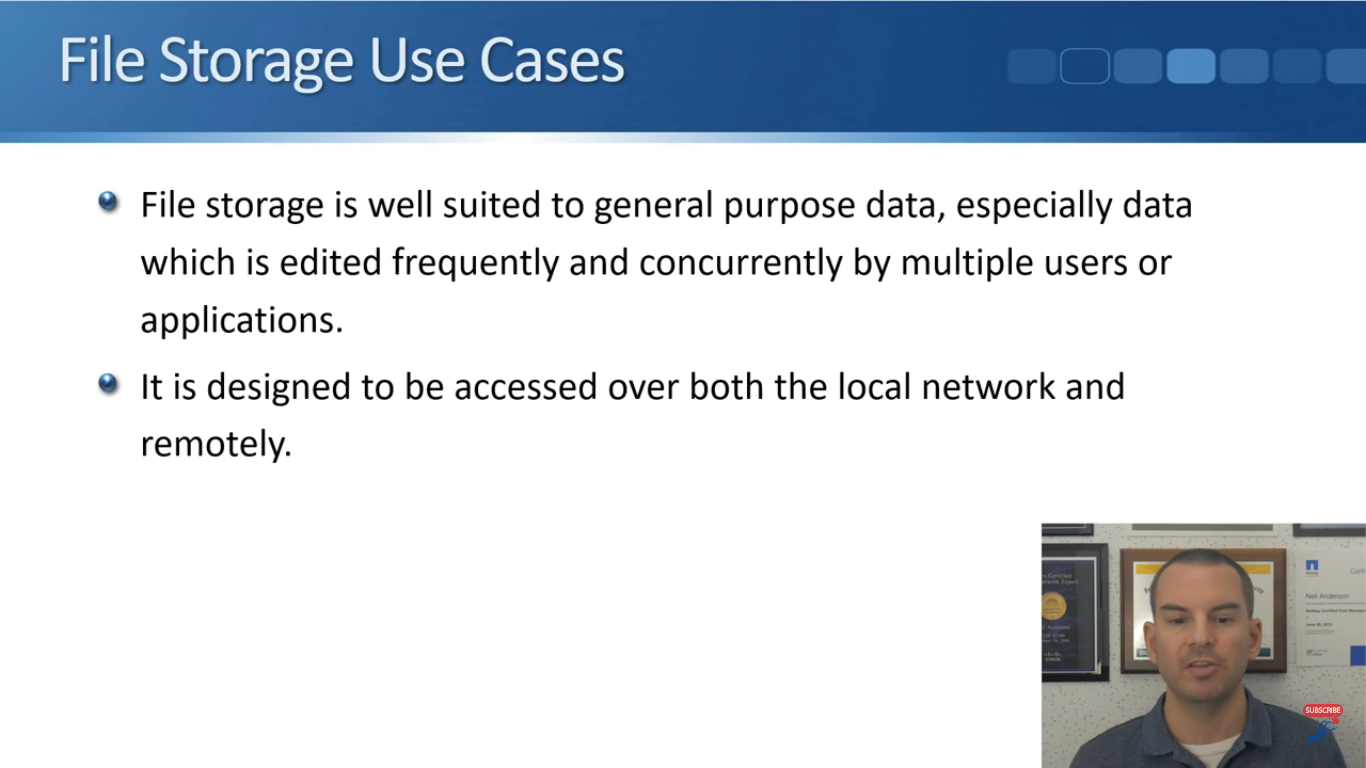 File Storage Use Cases
File storage is well suited to general purpose data, especially data
which is edited frequently and concurrently by multiple users or
applications.
It is designed to be accessed over both the local network and
remotely.
Neil Anderson
SUBSCRIBE